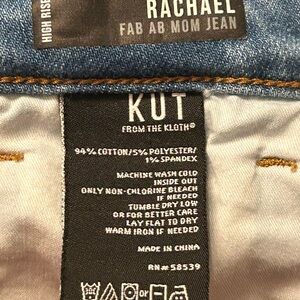 HIGH RISE
RACHAEL
FAB AB MOM JEAN
KUT
FROM THE KLOTH®
94% COTTON/5% POLYESTER/
1% SPANDEX
MACHINE WASH COLD
INSIDE OUT
ONLY NON-CHLORINE BLEACH
IF NEEDED
TUMBLE DRY LOW
OR FOR BETTER CARE
LAY FLAT TO DRY
WARM IRON IF NEEDED
MADE IN CHINA
RN# 58539
or